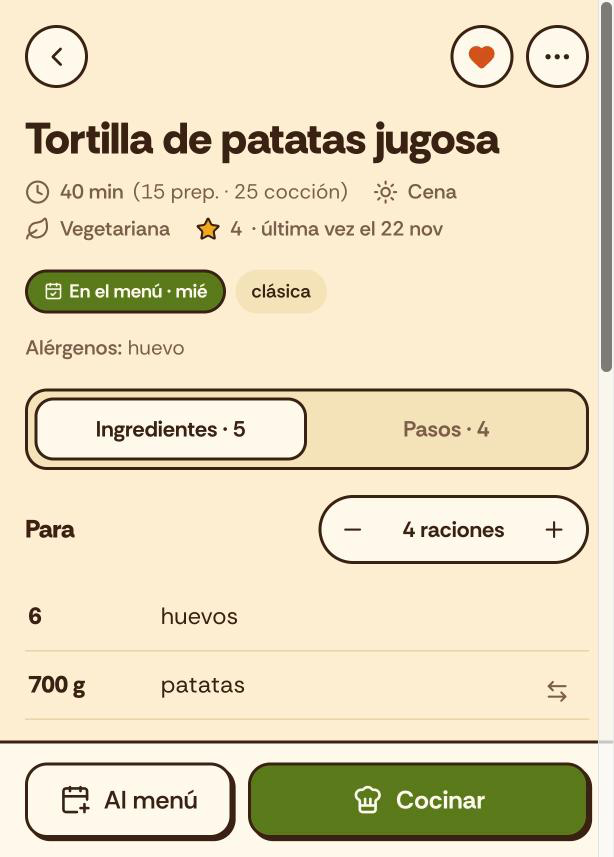 Tortilla de patatas jugosa
40 min (15 prep. · 25 cocción) Cena
Vegetariana 4 · última vez el 22 nov
En el menú · mié clásica
Alérgenos: huevo
Ingredientes · 5 Pasos · 4
Para − 4 raciones +
6 huevos
700 g patatas
Al menú Cocinar